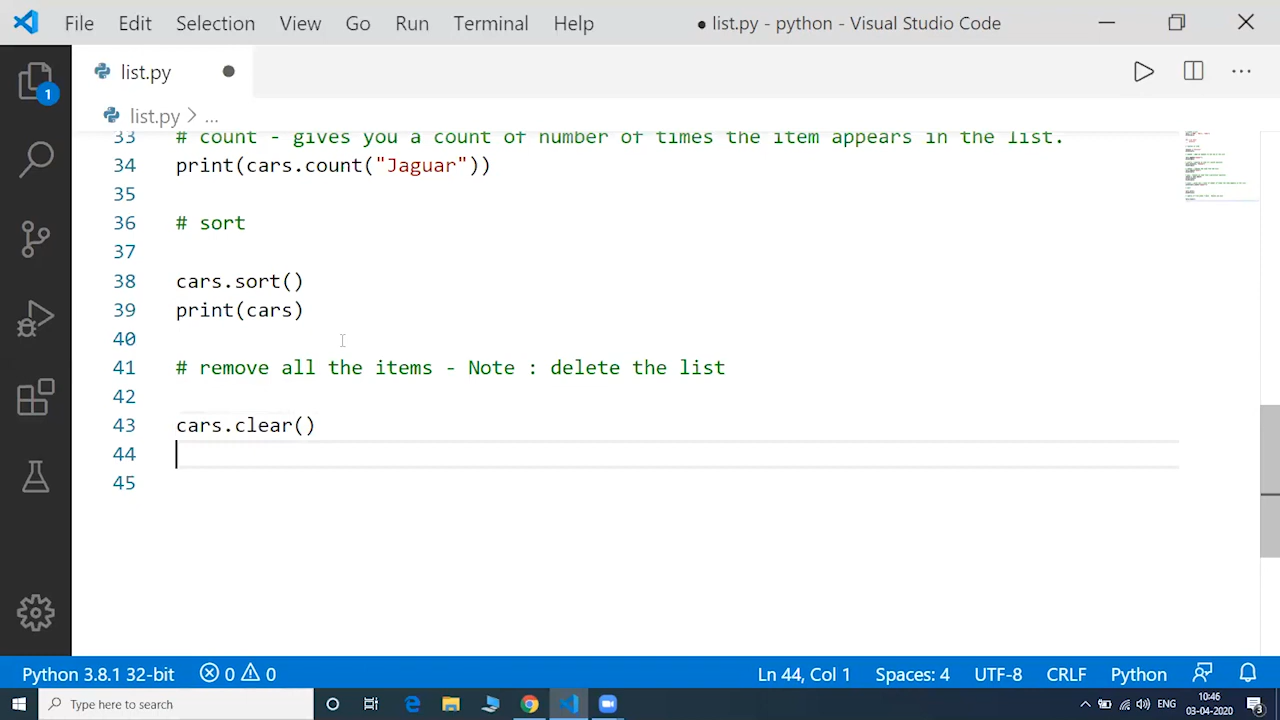 File Edit Selection View Go Run Terminal Help ● list.py - python - Visual Studio Code
list.py
list.py > ...
33 # count - gives you a count of number of times the item appears in the list.
34 print(cars.count("Jaguar"))
35
36 # sort
37
38 cars.sort()
39 print(cars)
40
41 # remove all the items - Note : delete the list
42
43 cars.clear()
44
45
1
Python 3.8.1 32-bit 0 0 Ln 44, Col 1 Spaces: 4 UTF-8 CRLF Python
Type here to search ENG 10:46
03-04-2020 3